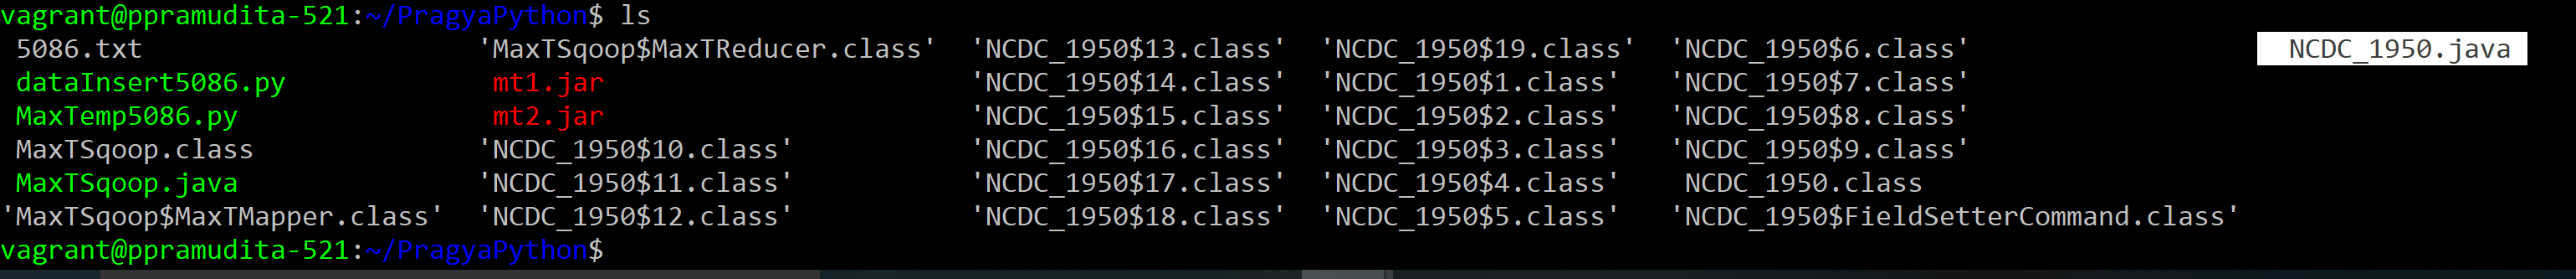 vagrant@ppramudita-521:~/PragyaPython$ ls
 5086.txt                     'MaxTSqoop$MaxTReducer.class'  'NCDC_1950$13.class'  'NCDC_1950$19.class'  'NCDC_1950$6.class'                    NCDC_1950.java
 dataInsert5086.py             mt1.jar                       'NCDC_1950$14.class'  'NCDC_1950$1.class'   'NCDC_1950$7.class'
 MaxTemp5086.py                mt2.jar                       'NCDC_1950$15.class'  'NCDC_1950$2.class'   'NCDC_1950$8.class'
 MaxTSqoop.class              'NCDC_1950$10.class'           'NCDC_1950$16.class'  'NCDC_1950$3.class'   'NCDC_1950$9.class'
 MaxTSqoop.java               'NCDC_1950$11.class'           'NCDC_1950$17.class'  'NCDC_1950$4.class'    NCDC_1950.class
'MaxTSqoop$MaxTMapper.class'  'NCDC_1950$12.class'           'NCDC_1950$18.class'  'NCDC_1950$5.class'   'NCDC_1950$FieldSetterCommand.class'
vagrant@ppramudita-521:~/PragyaPython$